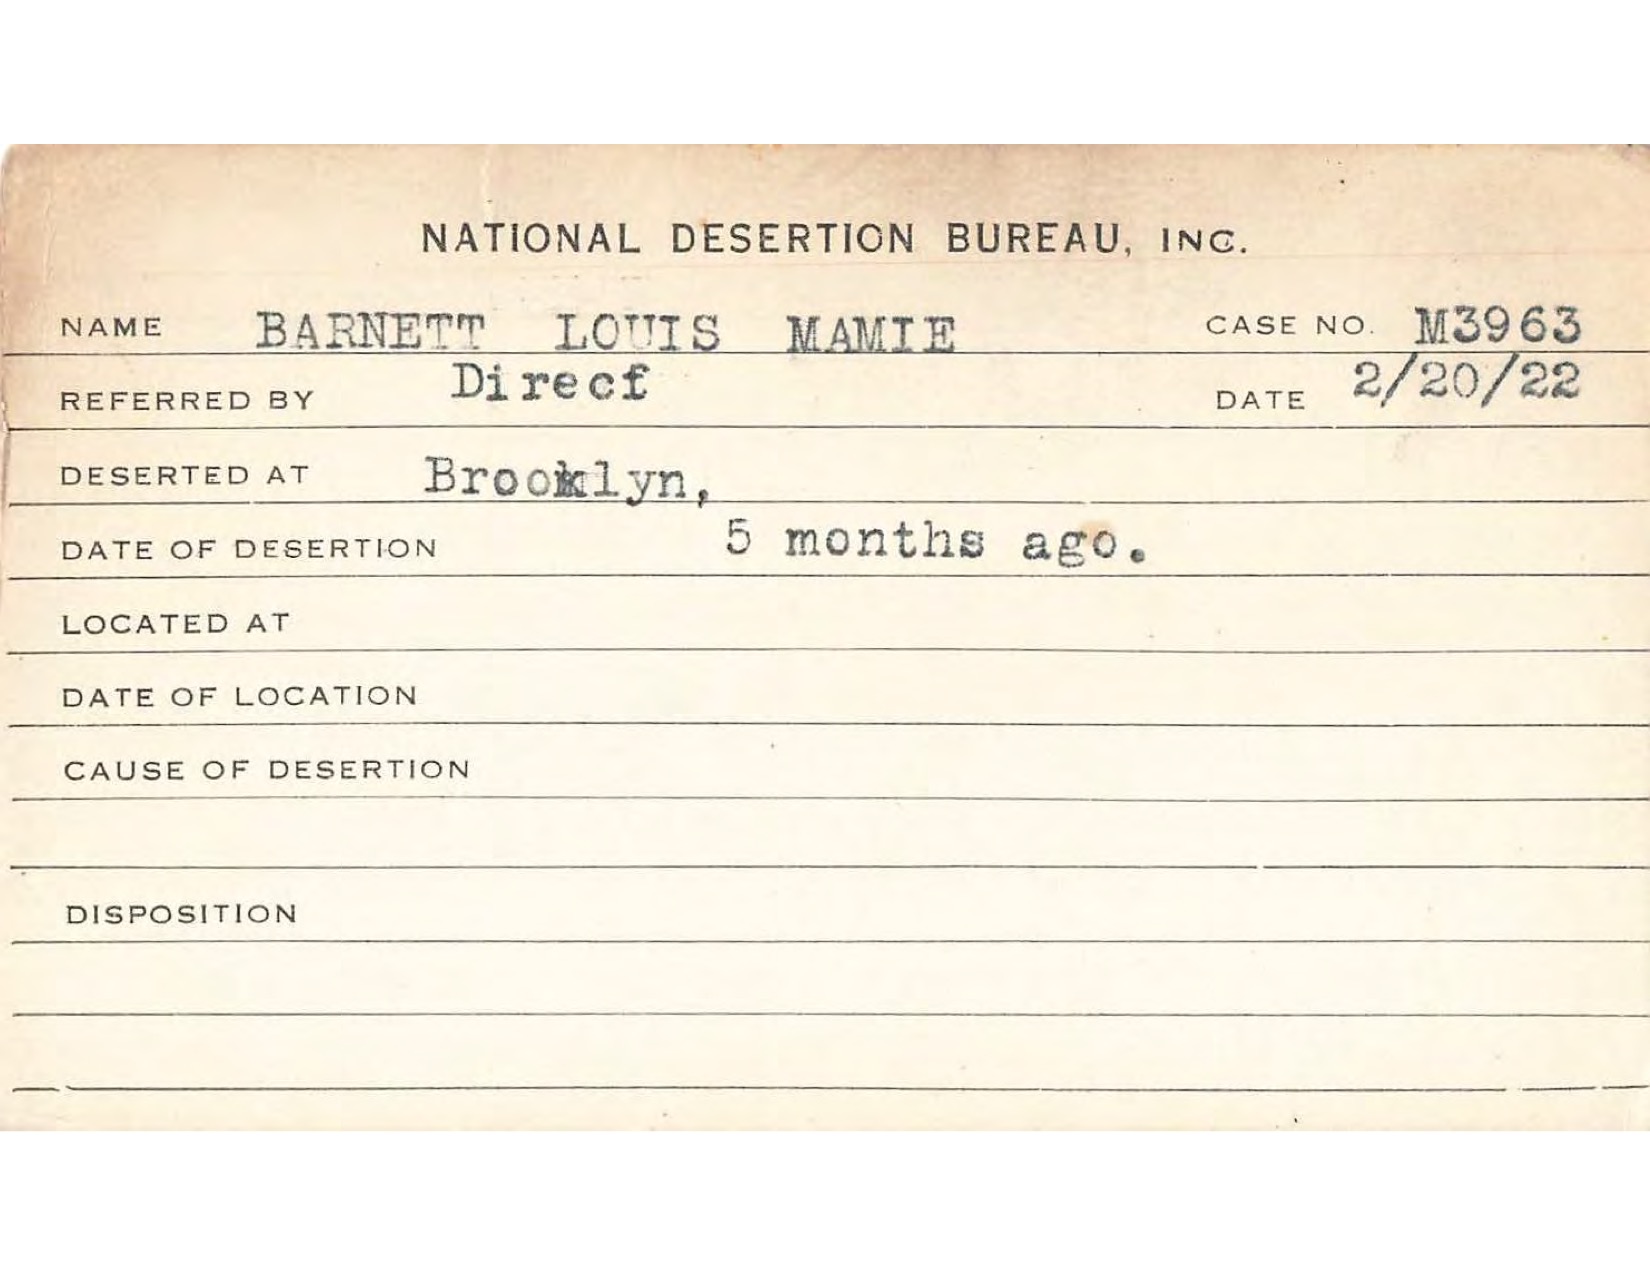 NATIONAL DESERTION BUREAU, INC.
NAME BARNETT LOUIS MAMIE CASE NO. M3963
REFERRED BY Direcf DATE 2/20/22
DESERTED AT Brooklyn,
DATE OF DESERTION 5 months ago.
LOCATED AT
DATE OF LOCATION
CAUSE OF DESERTION
DISPOSITION